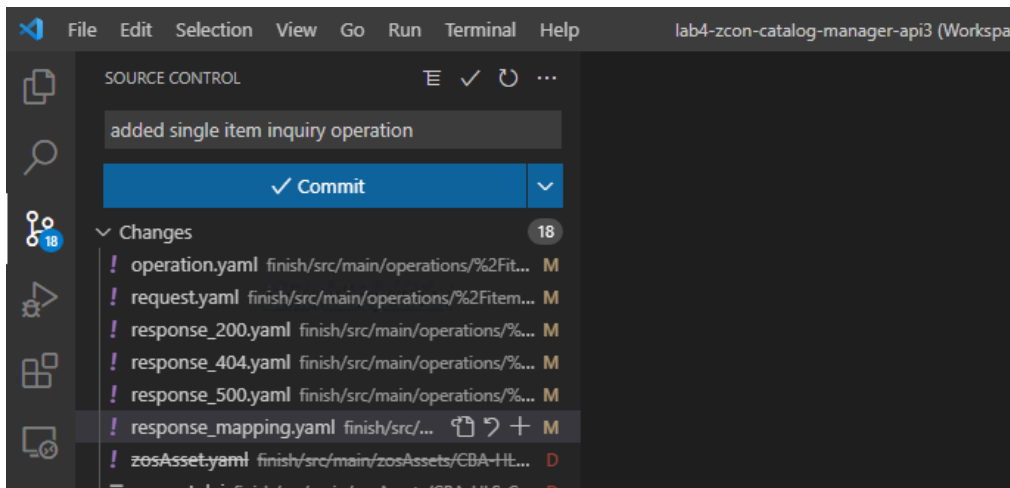 File Edit Selection View Go Run Terminal Help lab4-zcon-catalog-manager-api3 (Workspa
SOURCE CONTROL
added single item inquiry operation
Commit
18
Changes 18
! operation.yaml finish/src/main/operations/%2Fit... M
! request.yaml finish/src/main/operations/%2Fitem... M
! response_200.yaml finish/src/main/operations/%... M
! response_404.yaml finish/src/main/operations/%... M
! response_500.yaml finish/src/main/operations/%... M
! response_mapping.yaml finish/src/... M
! zosAsset.yaml finish/src/main/zosAssets/CBA-HL... D